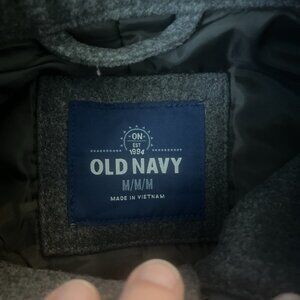 ON
EST
1994
OLD NAVY
M/M/M
MADE IN VIETNAM